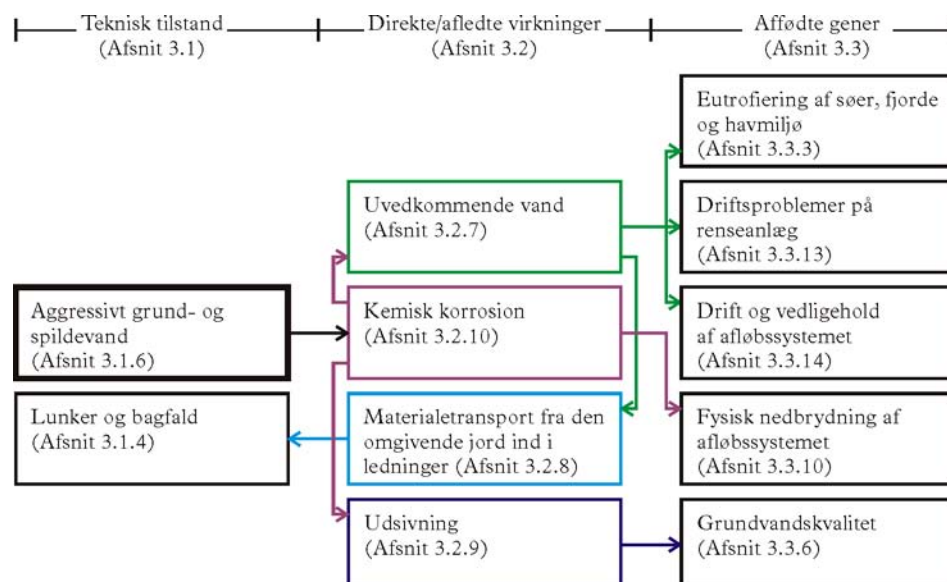 Teknisk tilstand
(Afsnit 3.1)
Direkte/afledte virkninger
(Afsnit 3.2)
Affødte gener
(Afsnit 3.3)
Eutrofiering af søer, fjorde
og havmiljø
(Afsnit 3.3.3)
Uvedkommende vand
(Afsnit 3.2.7)
Driftsproblemer på
renseanlæg
(Afsnit 3.3.13)
Aggressivt grund- og
spildevand
(Afsnit 3.1.6)
Kemisk korrosion
(Afsnit 3.2.10)
Drift og vedligehold
af afløbssystemet
(Afsnit 3.3.14)
Lunker og bagfald
(Afsnit 3.1.4)
Materialetransport fra den
omgivende jord ind i
ledninger (Afsnit 3.2.8)
Fysisk nedbrydning af
afløbssystemet
(Afsnit 3.3.10)
Udsivning
(Afsnit 3.2.9)
Grundvandskvalitet
(Afsnit 3.3.6)